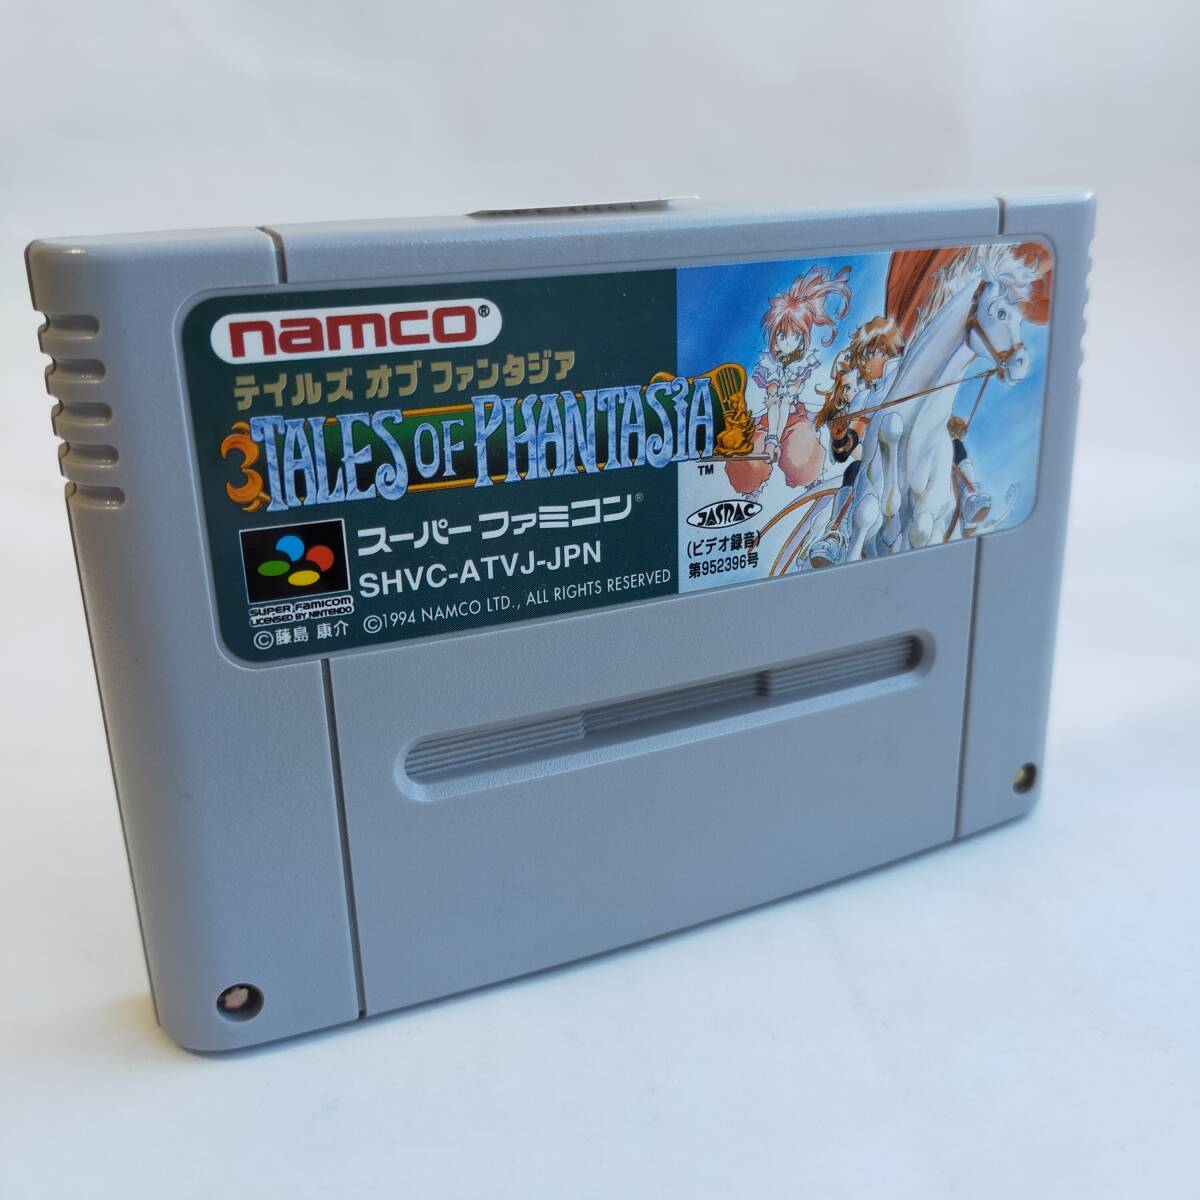 namco®
テイルズ オブ ファンタジア
TALES OF PHANTASIA
TM
スーパーファミコン®
SHVC-ATVJ-JPN
SUPER FAMICOM
LICENSED BY NINTENDO
©藤島 康介
©1994 NAMCO LTD., ALL RIGHTS RESERVED
JASRAC
(ビデオ録音)
第952396号